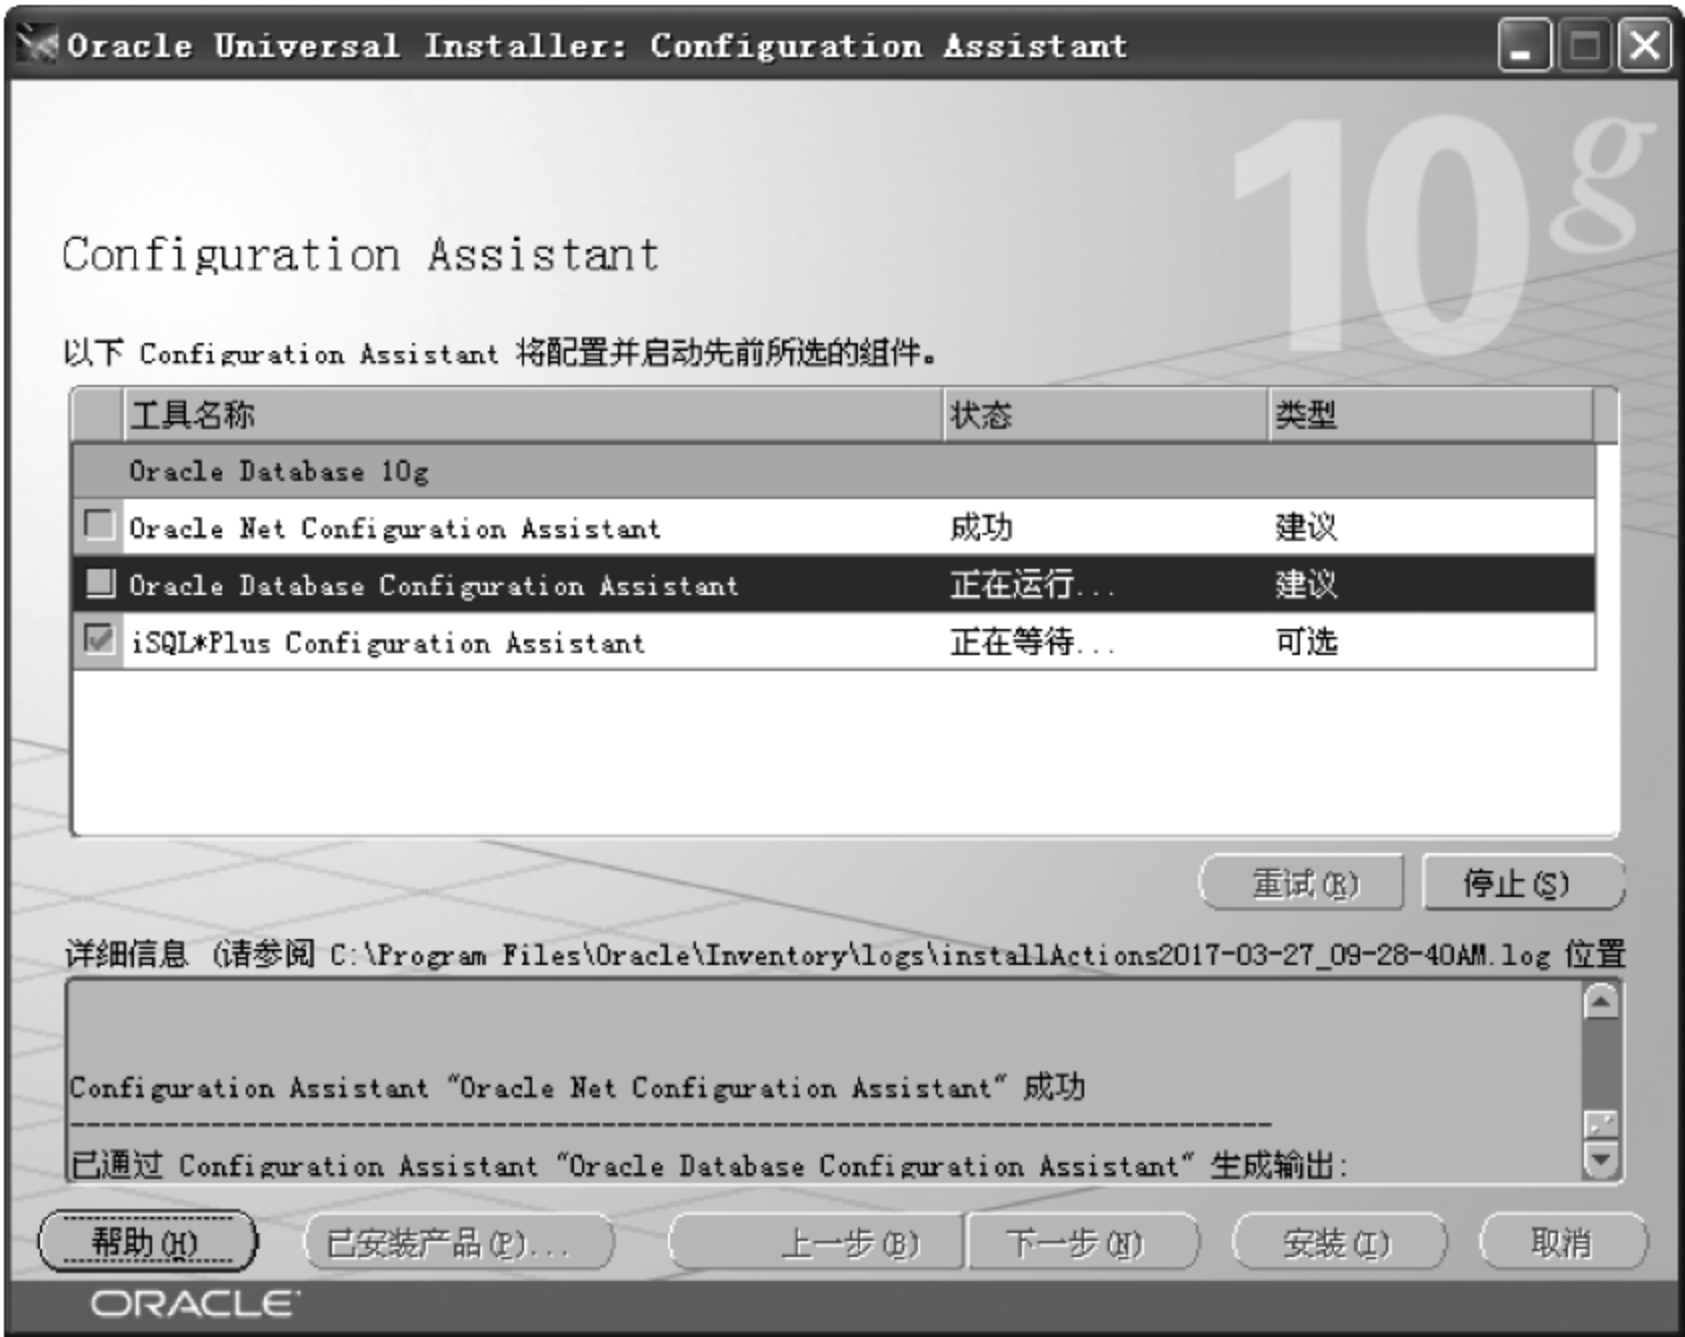 Oracle Universal Installer: Configuration Assistant
10g
Configuration Assistant
以下 Configuration Assistant 将配置并启动先前所选的组件。
工具名称 状态 类型
Oracle Database 10g
Oracle Net Configuration Assistant 成功 建议
Oracle Database Configuration Assistant 正在运行... 建议
iSQL*Plus Configuration Assistant 正在等待... 可选
重试(R) 停止(S)
详细信息 (请参阅 C:\Program Files\Oracle\Inventory\logs\installActions2017-03-27_09-28-40AM.log 位置
Configuration Assistant "Oracle Net Configuration Assistant" 成功
-----------------------------------------------------------------------------
已通过 Configuration Assistant "Oracle Database Configuration Assistant" 生成输出:
帮助(H) 已安装产品(P)... 上一步(B) 下一步(N) 安装(I) 取消
ORACLE